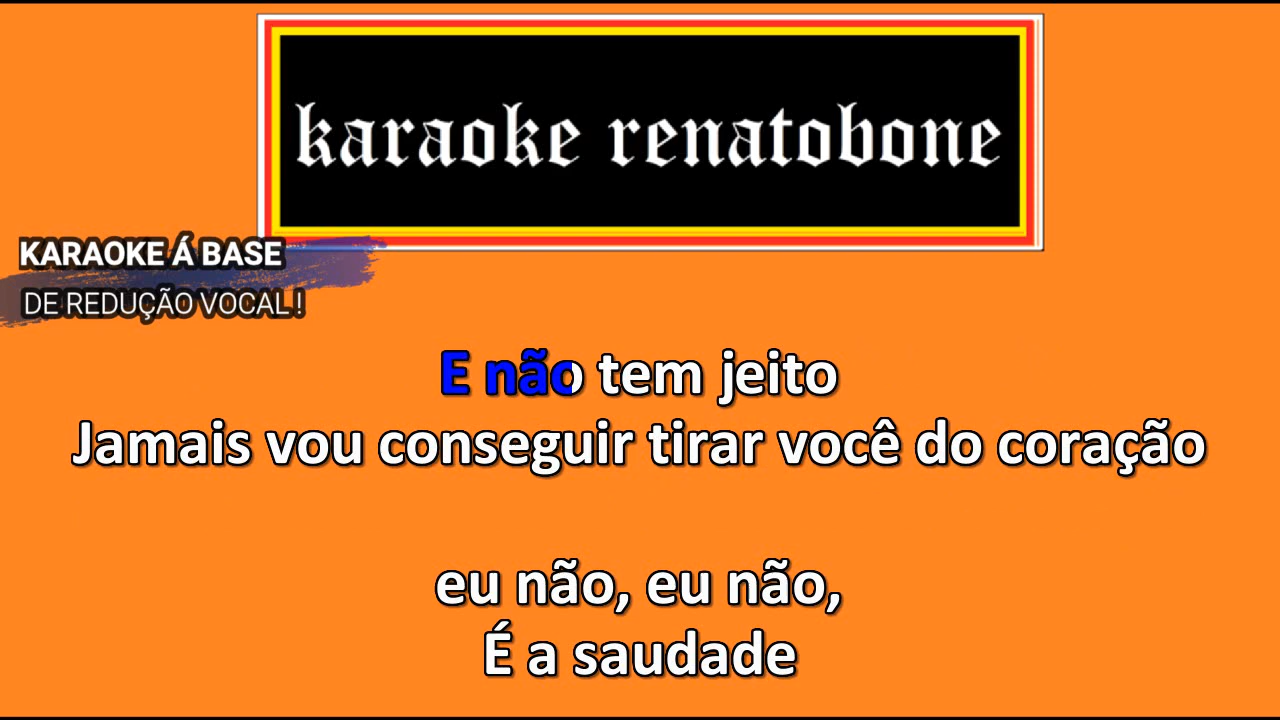 karaoke renatobone
KARAOKE Á BASE
DE REDUÇÃO VOCAL !
E não tem jeito
Jamais vou conseguir tirar você do coração
eu não, eu não,
É a saudade